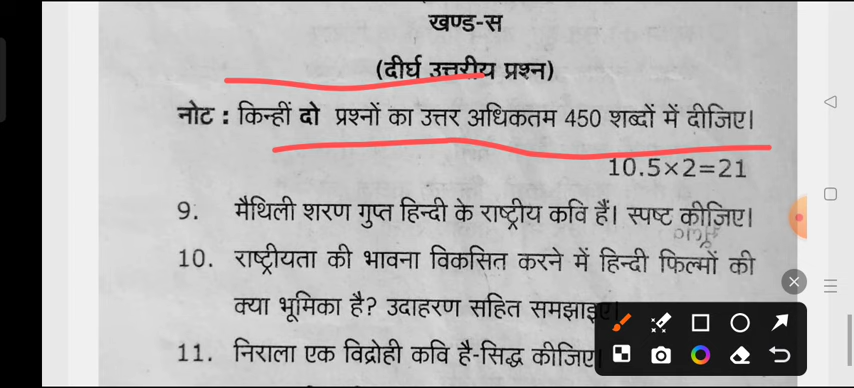 खण्ड-स
(दीर्घ उत्तरीय प्रश्न)
नोट : किन्हीं दो प्रश्नों का उत्तर अधिकतम 450 शब्दों में दीजिए।
10.5×2=21
9. मैथिली शरण गुप्त हिन्दी के राष्ट्रीय कवि हैं। स्पष्ट कीजिए।
10. राष्ट्रीयता की भावना विकसित करने में हिन्दी फिल्मों की
क्या भूमिका है? उदाहरण सहित समझाइए।
11. निराला एक विद्रोही कवि है-सिद्ध कीजिए।